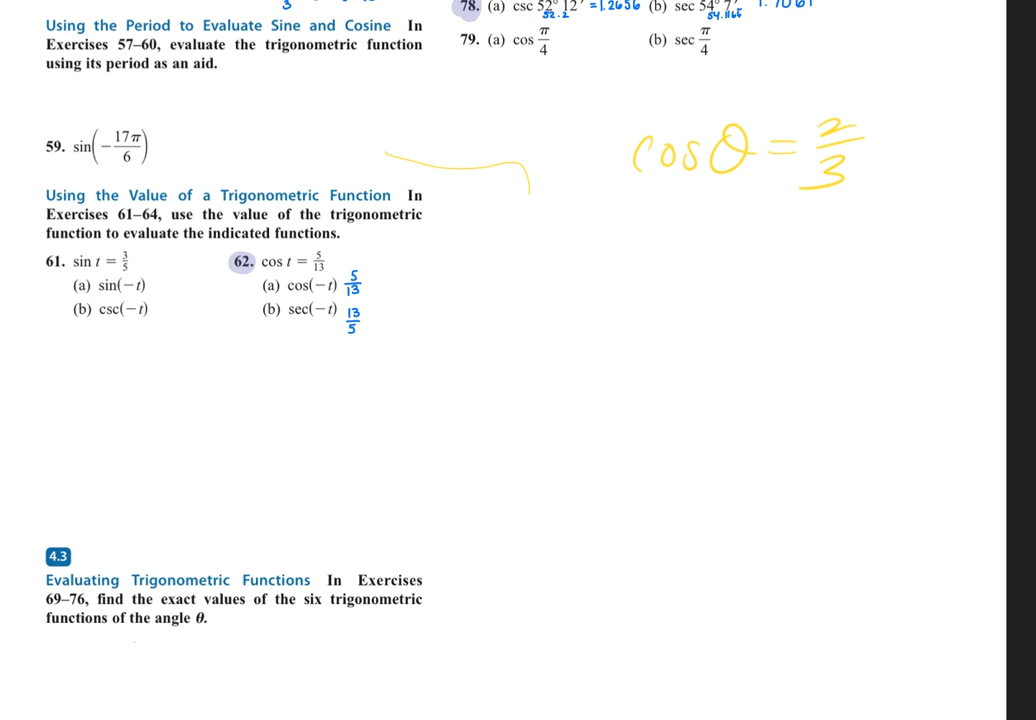 3
Using the Period to Evaluate Sine and Cosine In
Exercises 57–60, evaluate the trigonometric function
using its period as an aid.
59. sin(−17π/6)
Using the Value of a Trigonometric Function In
Exercises 61–64, use the value of the trigonometric
function to evaluate the indicated functions.
61. sin t = 3/5
(a) sin(−t)
(b) csc(−t)
62. cos t = 5/13
(a) cos(−t) 5/13
(b) sec(−t) 13/5
4.3
Evaluating Trigonometric Functions In Exercises
69–76, find the exact values of the six trigonometric
functions of the angle θ.
78. (a) csc 52° 12′ = 1.2656 (b) sec 54° 7′
52.2 54.1166
79. (a) cos π/4 (b) sec π/4
cos θ = 2/3